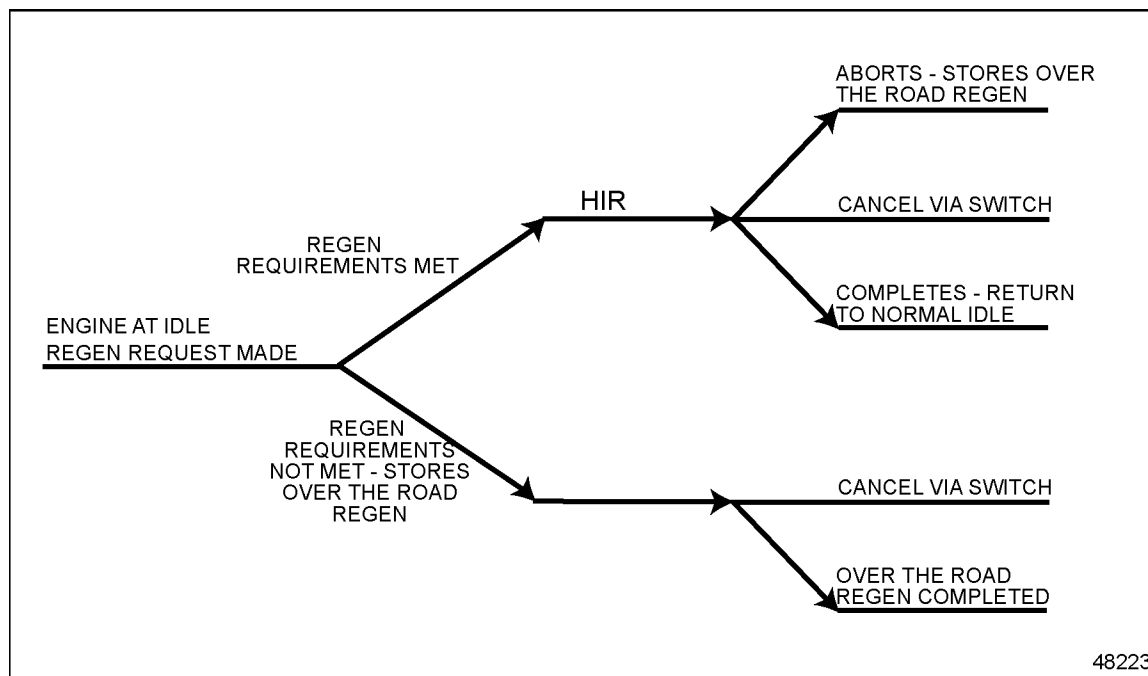 ABORTS - STORES OVER
THE ROAD REGEN
HIR
CANCEL VIA SWITCH
REGEN
REQUIREMENTS MET
COMPLETES - RETURN
TO NORMAL IDLE
ENGINE AT IDLE
REGEN REQUEST MADE
REGEN
REQUIREMENTS
NOT MET - STORES
OVER THE ROAD
REGEN
CANCEL VIA SWITCH
OVER THE ROAD
REGEN COMPLETED
48223